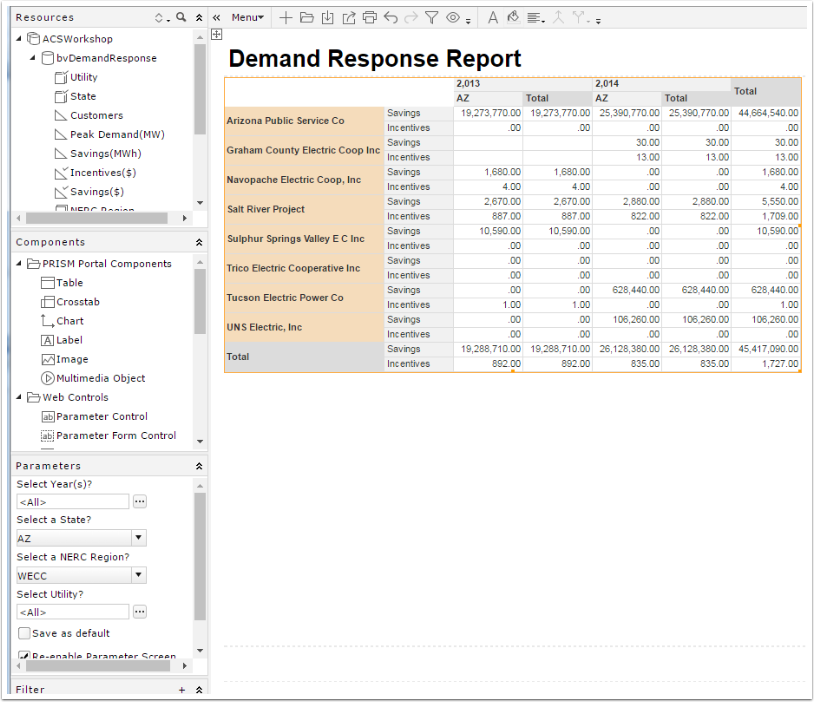 Resources
Menu
ACSWorkshop
bvDemandResponse
Utility
State
Customers
Peak Demand(MW)
Savings(MWh)
Incentives($)
Savings($)
NERC Region
Components
PRISM Portal Components
Table
Crosstab
Chart
Label
Image
Multimedia Object
Web Controls
Parameter Control
Parameter Form Control
Parameters
Select Year(s)?
<All>
Select a State?
AZ
Select a NERC Region?
WECC
Select Utility?
<All>
Save as default
Re-enable Parameter Screen
Filter
Demand Response Report
2,013 2,014 Total
AZ Total AZ Total
Arizona Public Service Co Savings 19,273,770.00 19,273,770.00 25,390,770.00 25,390,770.00 44,664,540.00
Incentives .00 .00 .00 .00 .00
Graham County Electric Coop Inc Savings 30.00 30.00 30.00
Incentives 13.00 13.00 13.00
Navopache Electric Coop, Inc Savings 1,680.00 1,680.00 .00 .00 1,680.00
Incentives 4.00 4.00 .00 .00 4.00
Salt River Project Savings 2,670.00 2,670.00 2,880.00 2,880.00 5,550.00
Incentives 887.00 887.00 822.00 822.00 1,709.00
Sulphur Springs Valley E C Inc Savings 10,590.00 10,590.00 .00 .00 10,590.00
Incentives .00 .00 .00 .00 .00
Trico Electric Cooperative Inc Savings .00 .00 .00 .00 .00
Incentives .00 .00 .00 .00 .00
Tucson Electric Power Co Savings .00 .00 628,440.00 628,440.00 628,440.00
Incentives 1.00 1.00 .00 .00 1.00
UNS Electric, Inc Savings .00 .00 106,260.00 106,260.00 106,260.00
Incentives .00 .00 .00 .00 .00
Total Savings 19,288,710.00 19,288,710.00 26,128,380.00 26,128,380.00 45,417,090.00
Incentives 892.00 892.00 835.00 835.00 1,727.00